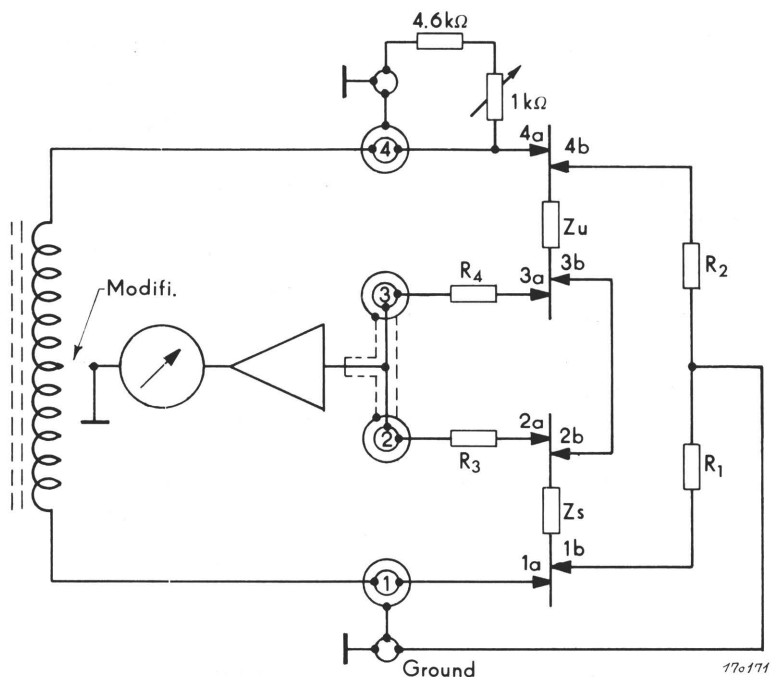 4.6kΩ
1kΩ
4
4a
4b
Zu
R2
Modifi.
3
R4
3a
3b
2
R3
2a
2b
R1
Zs
1
1a
1b
Ground
170171